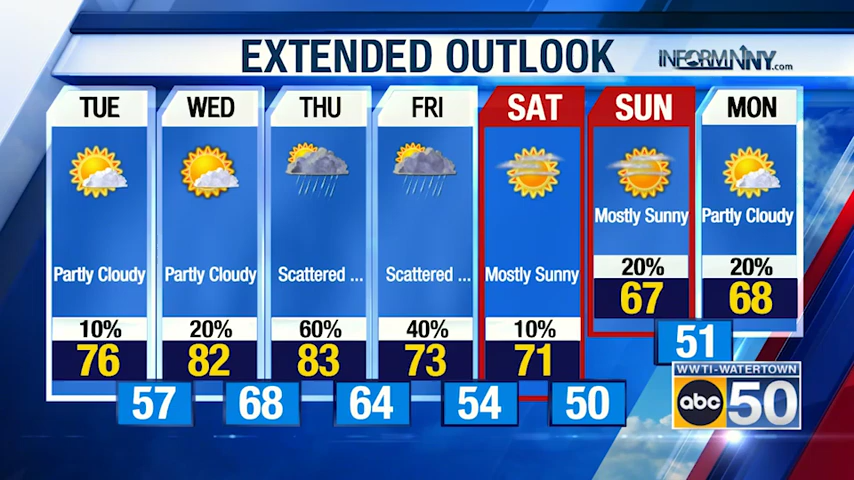 EXTENDED OUTLOOK
INFORMNNY.com
TUE
Partly Cloudy
10%
76
WED
Partly Cloudy
20%
82
THU
Scattered ...
60%
83
FRI
Scattered ...
40%
73
SAT
Mostly Sunny
10%
71
SUN
Mostly Sunny
20%
67
MON
Partly Cloudy
20%
68
57
68
64
54
50
51
WWTI-WATERTOWN
abc 50